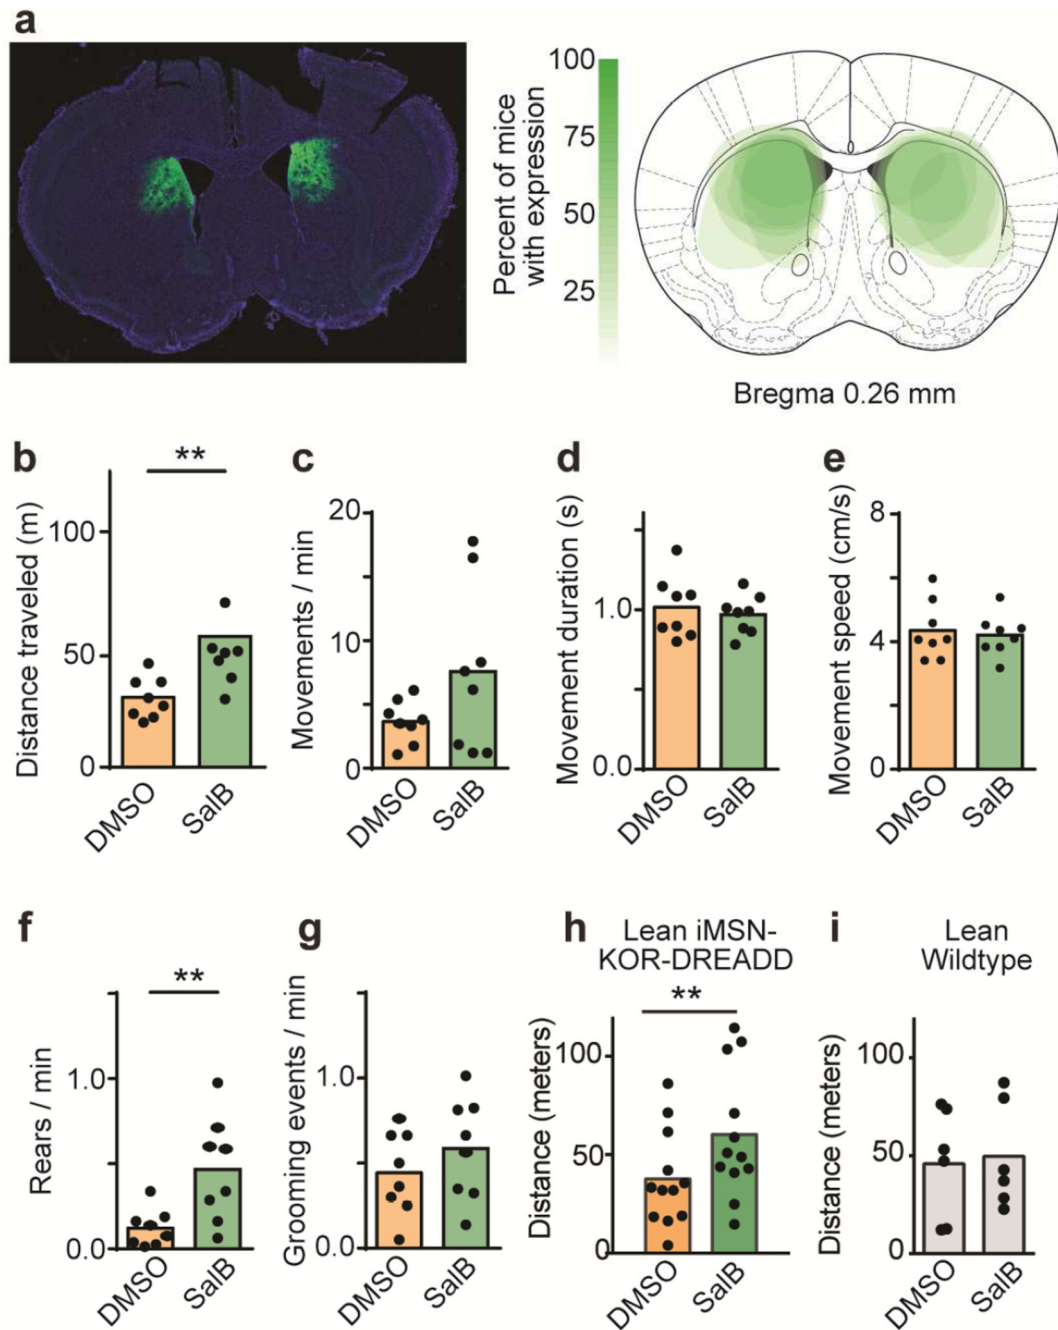 a
Percent of mice
with expression
100
75
50
25
Bregma 0.26 mm
b
**
Distance traveled (m)
100
50
0
DMSO
SalB
c
Movements / min
20
10
0
DMSO
SalB
d
Movement duration (s)
1.0
0.0
DMSO
SalB
e
Movement speed (cm/s)
8
4
0
DMSO
SalB
f
**
Rears / min
1.0
0.0
DMSO
SalB
g
Grooming events / min
1.0
0.0
DMSO
SalB
h
Lean iMSN-
KOR-DREADD
**
Distance (meters)
100
50
0
DMSO
SalB
i
Lean
Wildtype
Distance (meters)
100
50
0
DMSO
SalB